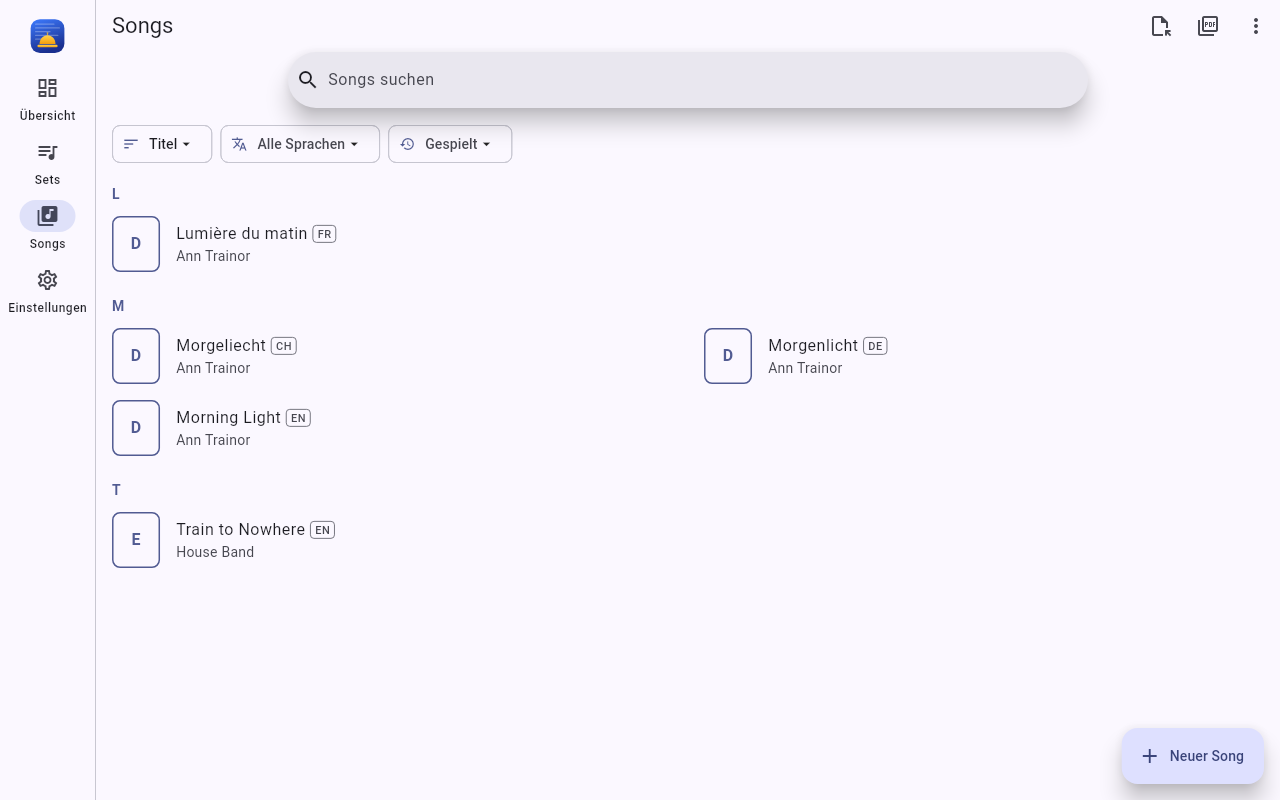 Songs
PDF
Songs suchen
Übersicht
Sets
Songs
Einstellungen
Titel
Alle Sprachen
Gespielt
L
D
Lumière du matin FR
Ann Trainor
M
D
Morgeliecht CH
Ann Trainor
D
Morgenlicht DE
Ann Trainor
D
Morning Light EN
Ann Trainor
T
E
Train to Nowhere EN
House Band
Neuer Song